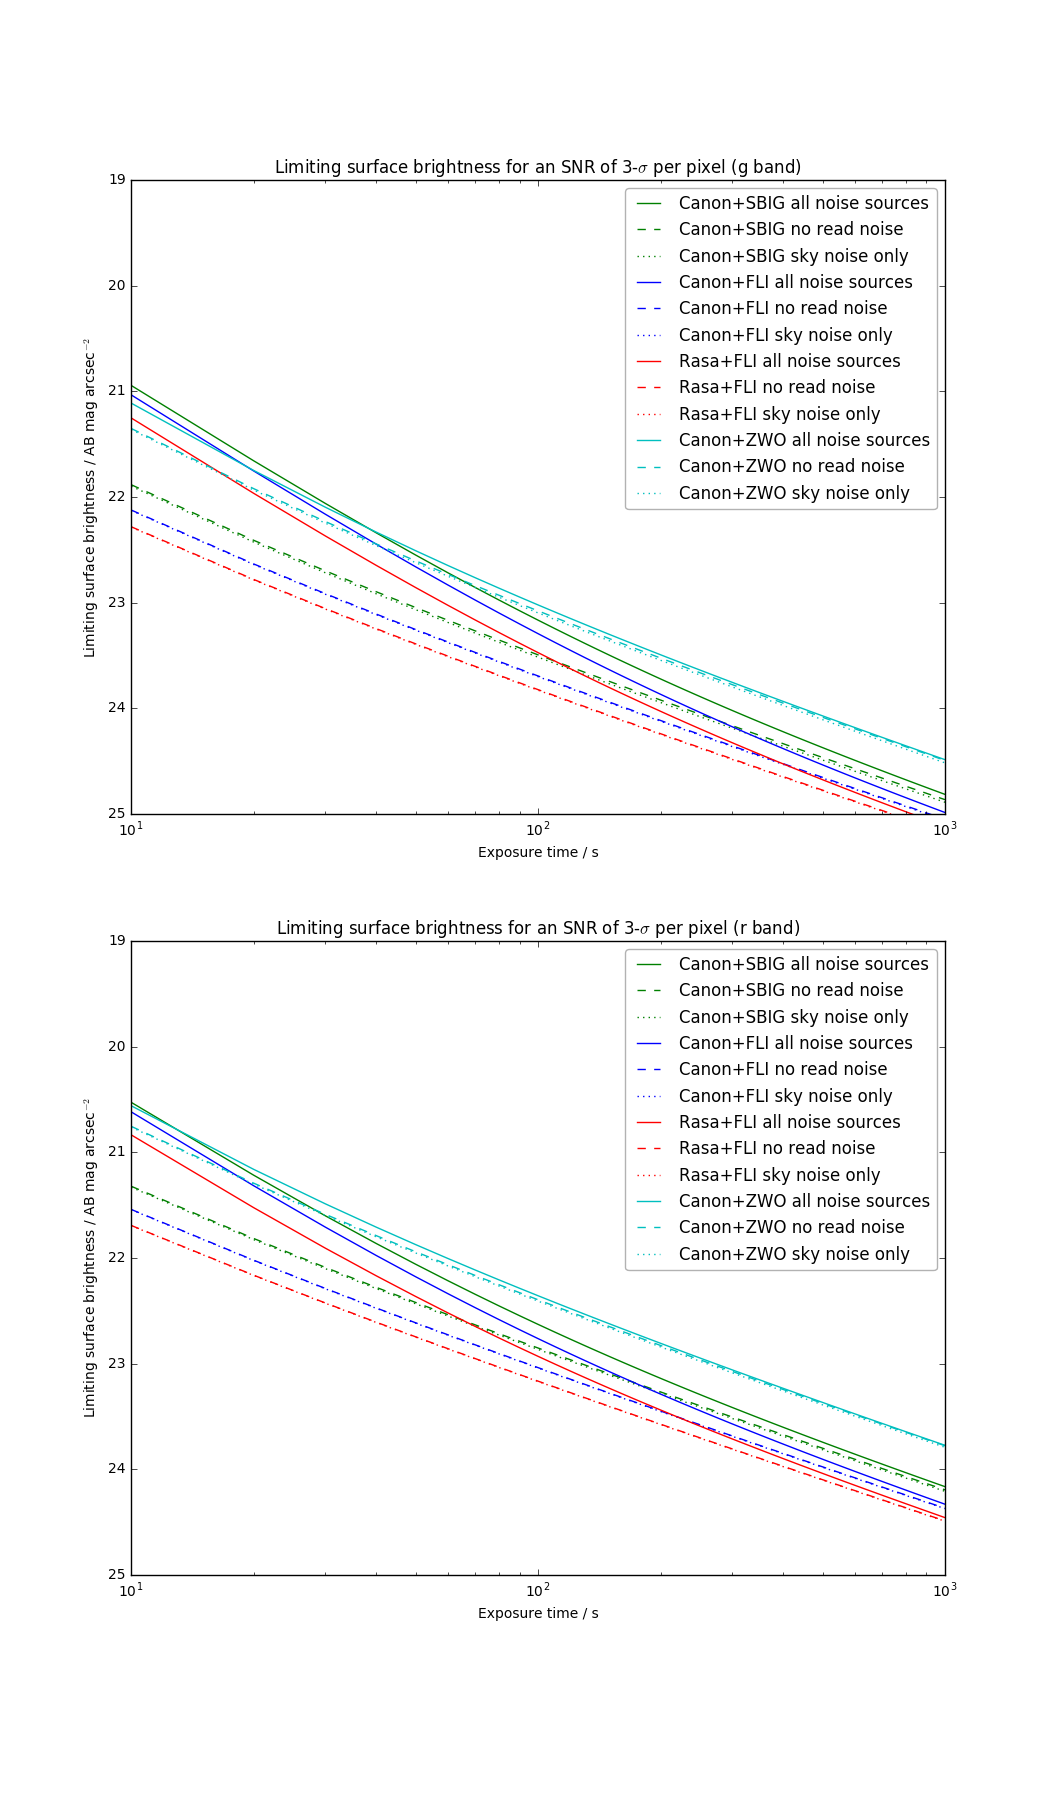 Limiting surface brightness for an SNR of 3-σ per pixel (g band)
19
20
21
22
23
24
25
Limiting surface brightness / AB mag arcsec⁻²
Canon+SBIG all noise sources
Canon+SBIG no read noise
Canon+SBIG sky noise only
Canon+FLI all noise sources
Canon+FLI no read noise
Canon+FLI sky noise only
Rasa+FLI all noise sources
Rasa+FLI no read noise
Rasa+FLI sky noise only
Canon+ZWO all noise sources
Canon+ZWO no read noise
Canon+ZWO sky noise only
10¹ 10² 10³
Exposure time / s
Limiting surface brightness for an SNR of 3-σ per pixel (r band)
19
20
21
22
23
24
25
Limiting surface brightness / AB mag arcsec⁻²
Canon+SBIG all noise sources
Canon+SBIG no read noise
Canon+SBIG sky noise only
Canon+FLI all noise sources
Canon+FLI no read noise
Canon+FLI sky noise only
Rasa+FLI all noise sources
Rasa+FLI no read noise
Rasa+FLI sky noise only
Canon+ZWO all noise sources
Canon+ZWO no read noise
Canon+ZWO sky noise only
10¹ 10² 10³
Exposure time / s